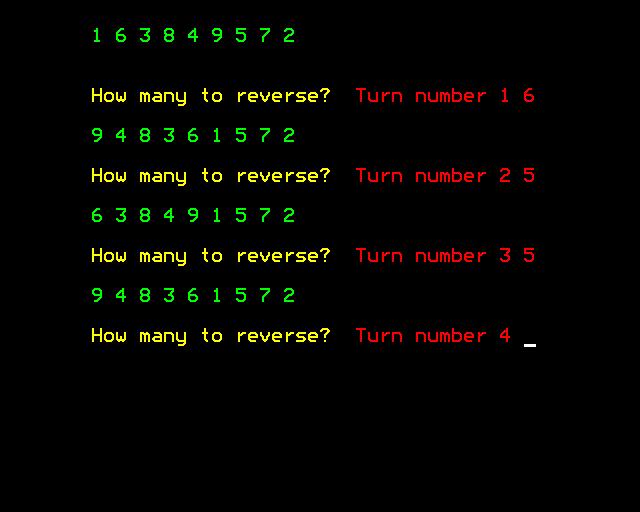 1 6 3 8 4 9 5 7 2
How many to reverse?  Turn number 1 6
9 4 8 3 6 1 5 7 2
How many to reverse?  Turn number 2 5
6 3 8 4 9 1 5 7 2
How many to reverse?  Turn number 3 5
9 4 8 3 6 1 5 7 2
How many to reverse?  Turn number 4 _